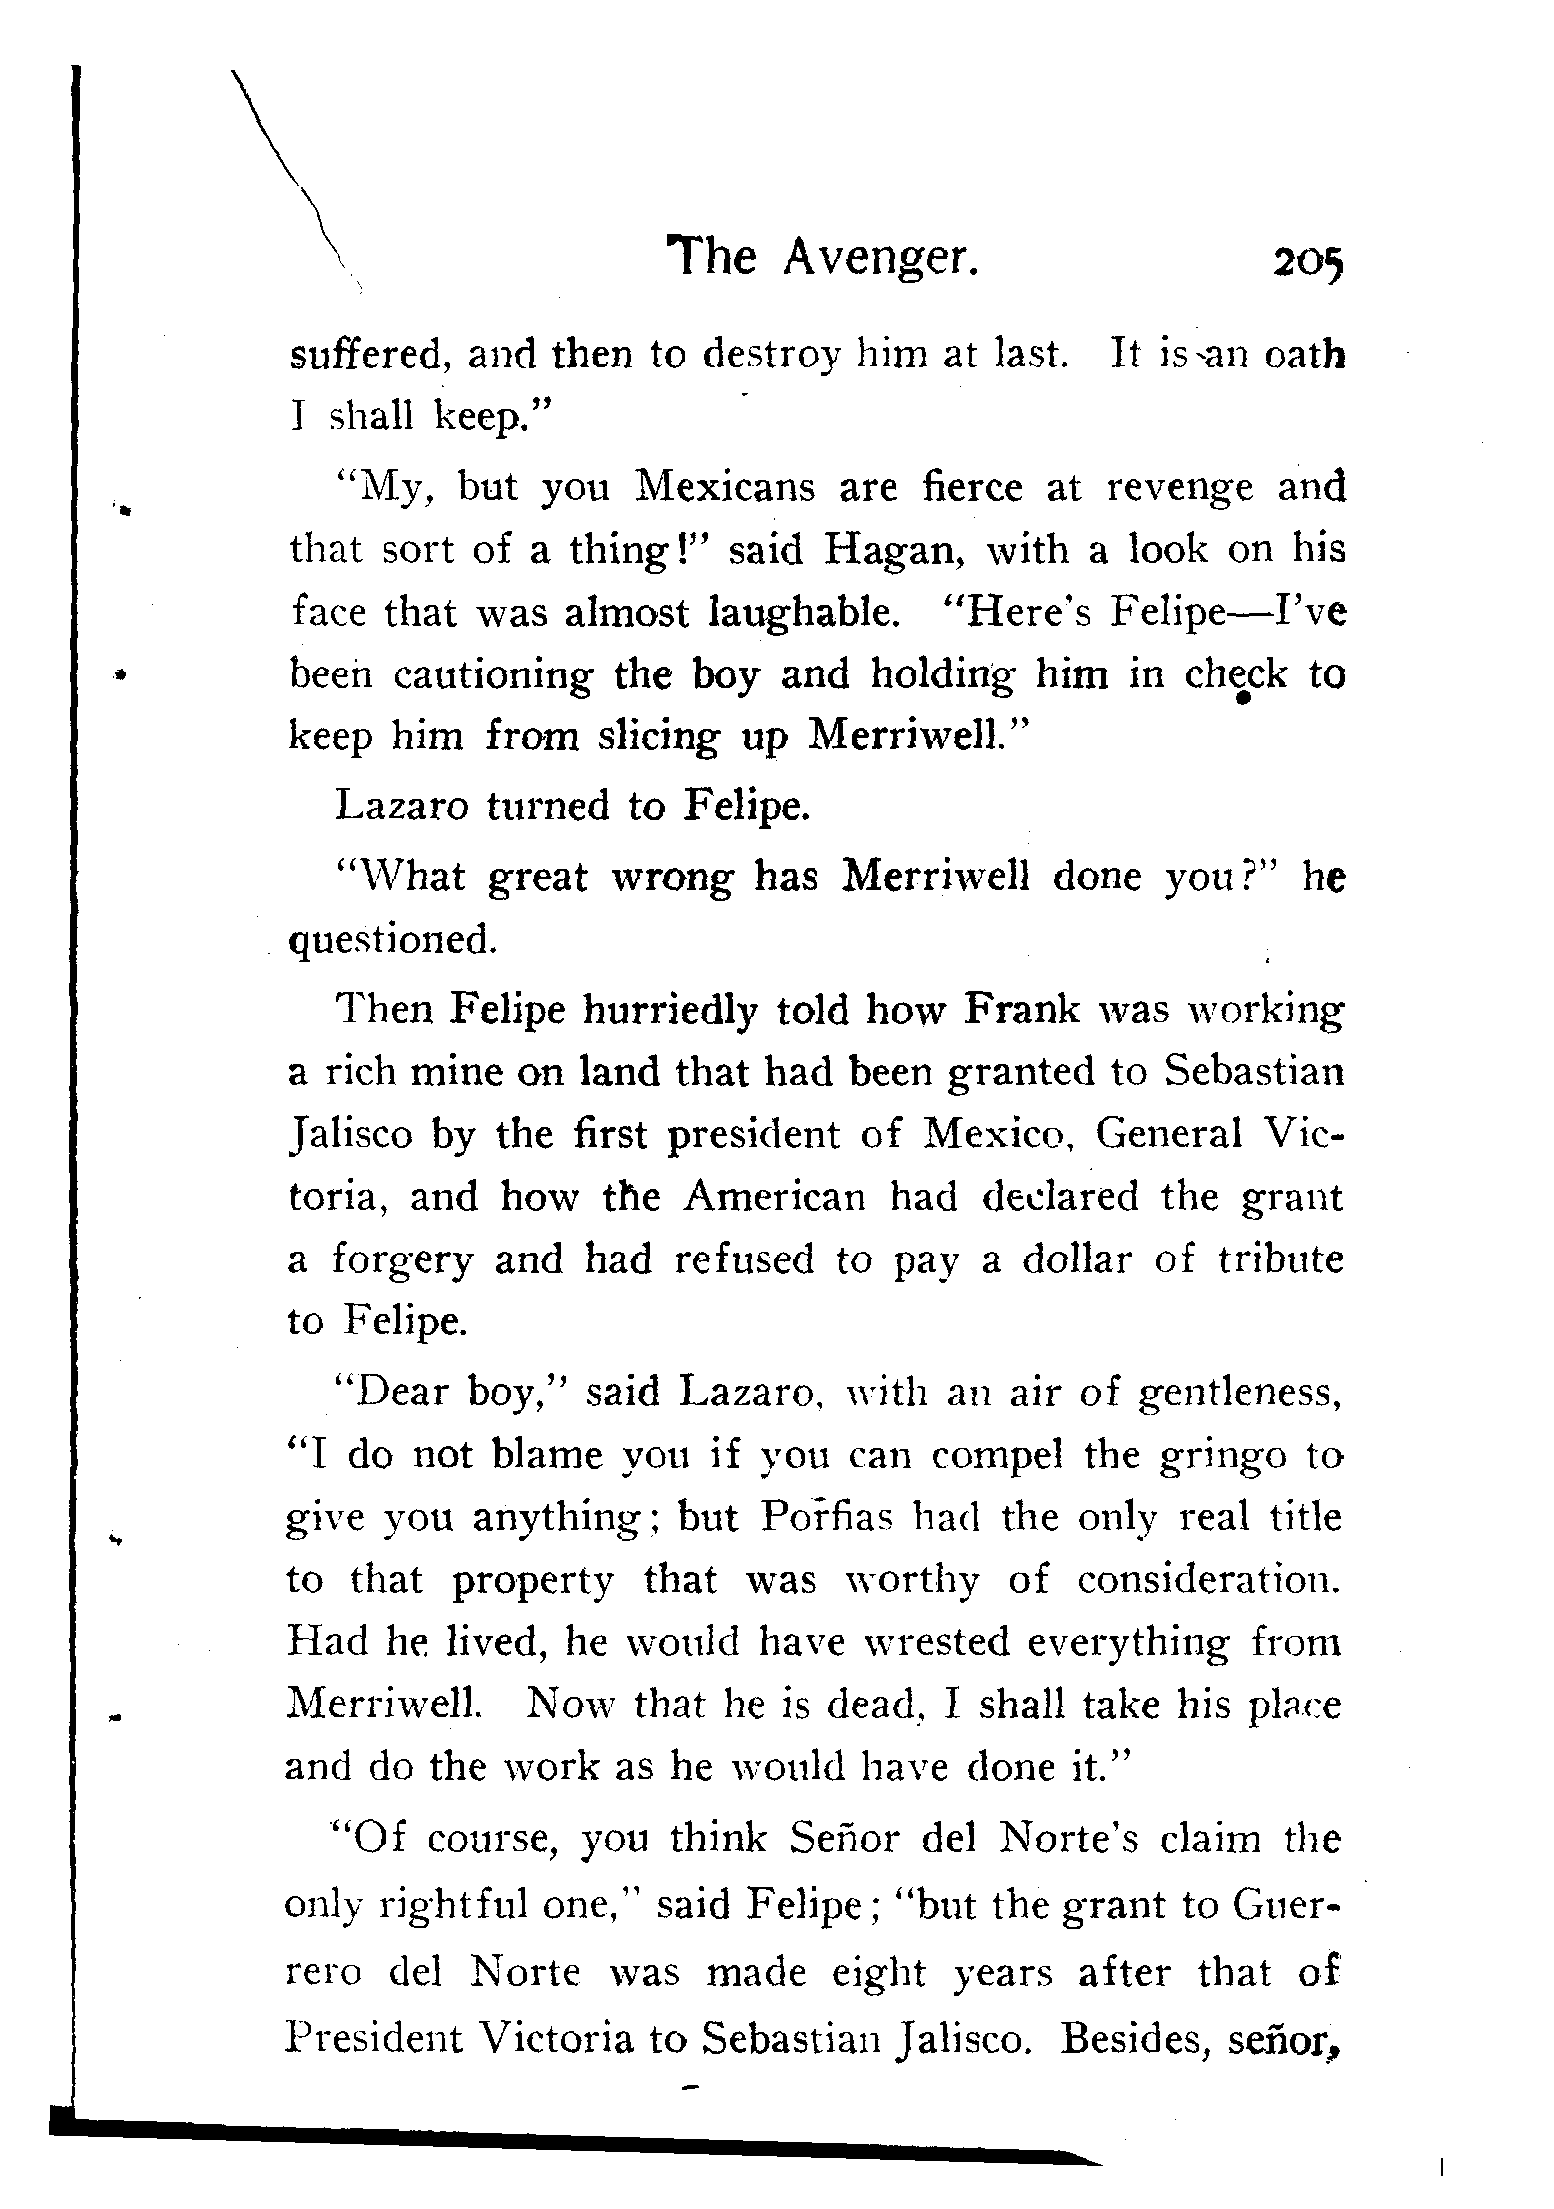 The Avenger. 205
suffered, and then to destroy him at last. It is an oath
I shall keep."
"My, but you Mexicans are fierce at revenge and
that sort of a thing!" said Hagan, with a look on his
face that was almost laughable. "Here's Felipe—I've
been cautioning the boy and holding him in check to
keep him from slicing up Merriwell."
Lazaro turned to Felipe.
"What great wrong has Merriwell done you?" he
questioned.
Then Felipe hurriedly told how Frank was working
a rich mine on land that had been granted to Sebastian
Jalisco by the first president of Mexico, General Vic-
toria, and how the American had declared the grant
a forgery and had refused to pay a dollar of tribute
to Felipe.
"Dear boy," said Lazaro, with an air of gentleness,
"I do not blame you if you can compel the gringo to
give you anything; but Porfias had the only real title
to that property that was worthy of consideration.
Had he lived, he would have wrested everything from
Merriwell. Now that he is dead, I shall take his place
and do the work as he would have done it."
"Of course, you think Señor del Norte's claim the
only rightful one," said Felipe; "but the grant to Guer-
rero del Norte was made eight years after that of
President Victoria to Sebastian Jalisco. Besides, señor,